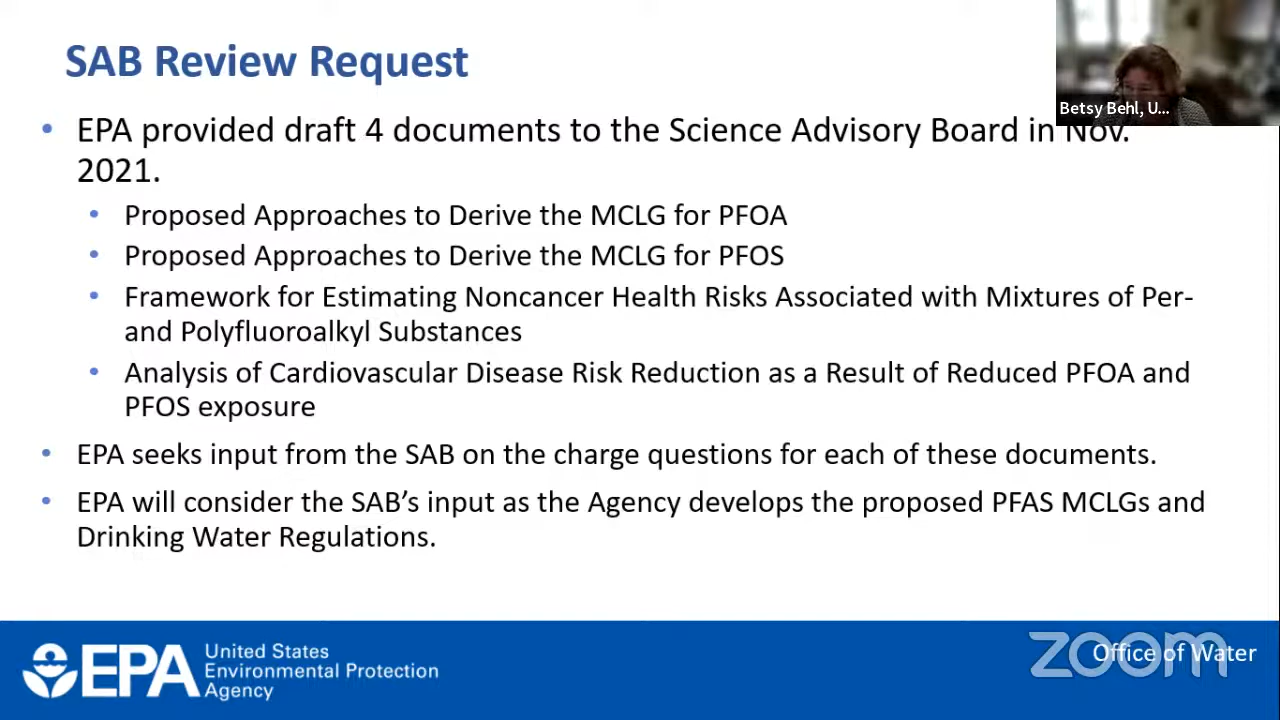 SAB Review Request
Betsy Behl, U...
• EPA provided draft 4 documents to the Science Advisory Board in Nov.
2021.
• Proposed Approaches to Derive the MCLG for PFOA
• Proposed Approaches to Derive the MCLG for PFOS
• Framework for Estimating Noncancer Health Risks Associated with Mixtures of Per-
and Polyfluoroalkyl Substances
• Analysis of Cardiovascular Disease Risk Reduction as a Result of Reduced PFOA and
PFOS exposure
• EPA seeks input from the SAB on the charge questions for each of these documents.
• EPA will consider the SAB’s input as the Agency develops the proposed PFAS MCLGs and
Drinking Water Regulations.
EPA
United States
Environmental Protection
Agency
zoom
Office of Water